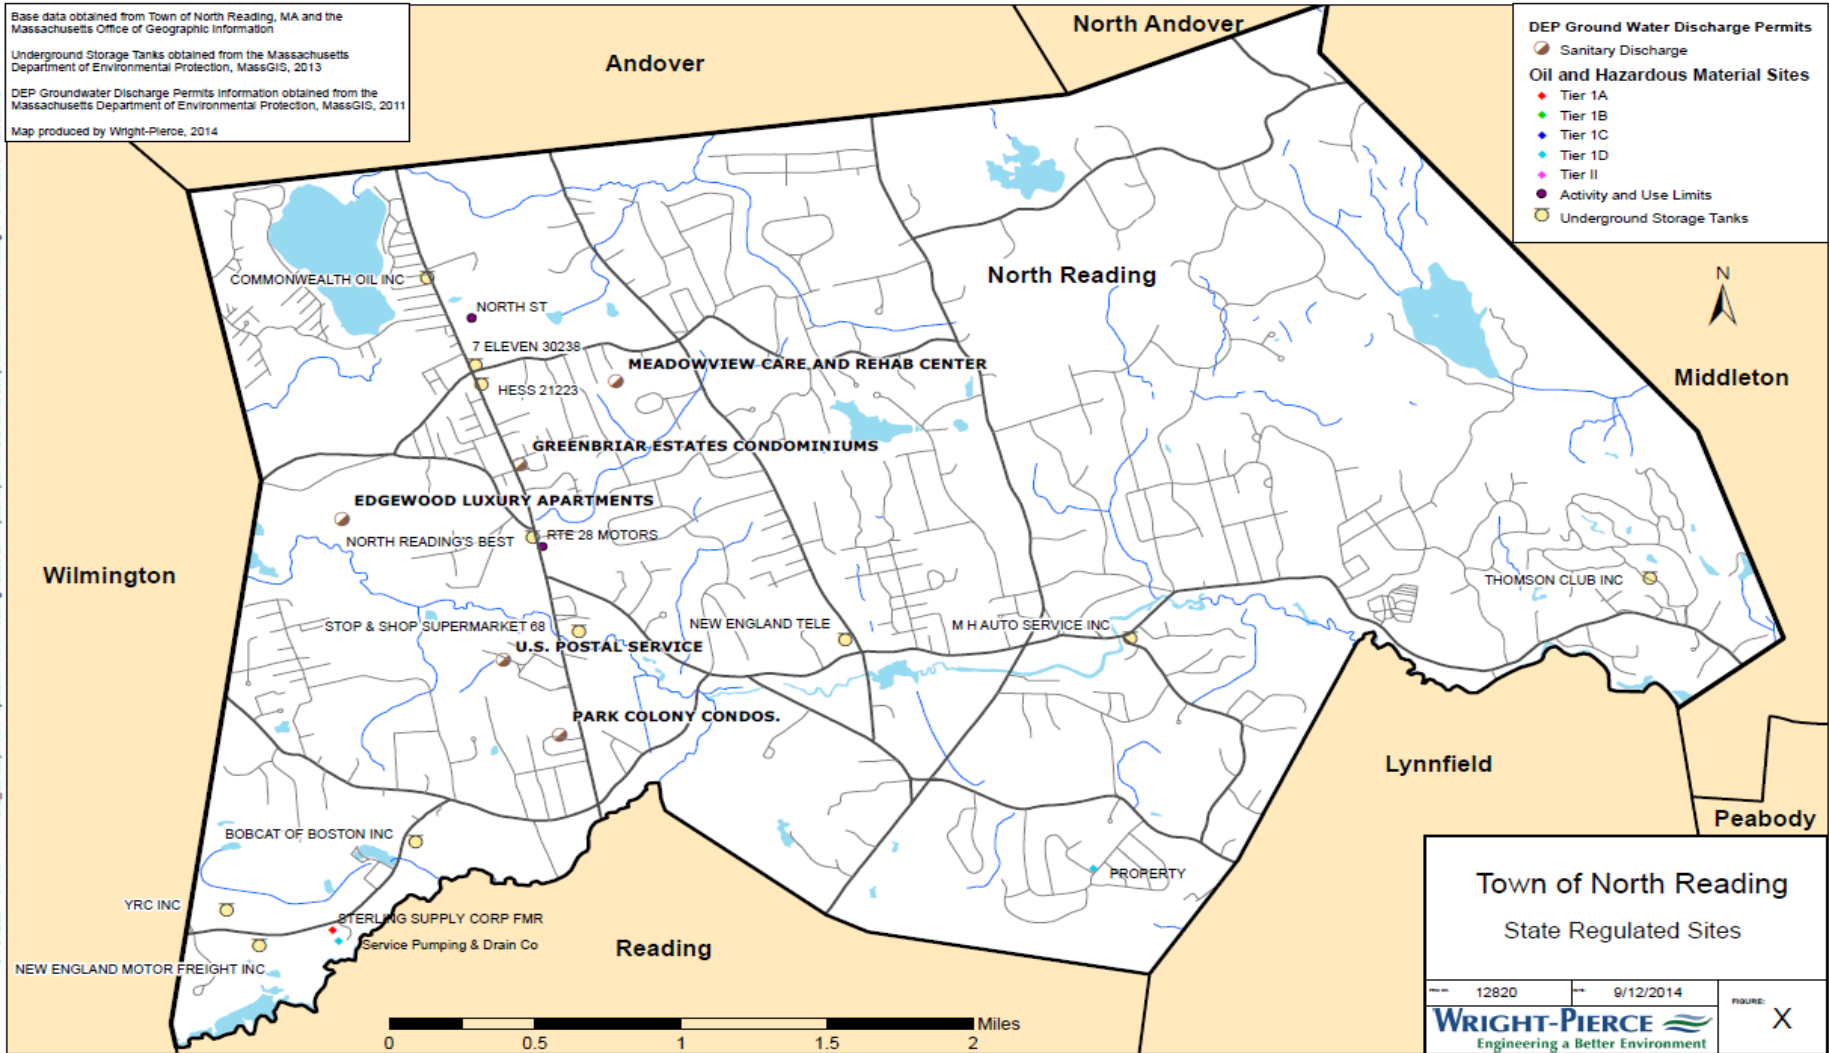 Base data obtained from Town of North Reading, MA and the
Massachusetts Office of Geographic Information
Underground Storage Tanks obtained from the Massachusetts
Department of Environmental Protection, MassGIS, 2013
DEP Groundwater Discharge Permits Information obtained from the
Massachusetts Department of Environmental Protection, MassGIS, 2011
Map produced by Wright-Pierce, 2014
North Andover
Andover
DEP Ground Water Discharge Permits
Sanitary Discharge
Oil and Hazardous Material Sites
Tier 1A
Tier 1B
Tier 1C
Tier 1D
Tier II
Activity and Use Limits
Underground Storage Tanks
N
North Reading
COMMONWEALTH OIL INC
NORTH ST
7 ELEVEN 30238
MEADOWVIEW CARE AND REHAB CENTER
HESS 21223
Middleton
GREENBRIAR ESTATES CONDOMINIUMS
EDGEWOOD LUXURY APARTMENTS
NORTH READING'S BEST
RTE 28 MOTORS
Wilmington
THOMSON CLUB INC
STOP & SHOP SUPERMARKET 68
NEW ENGLAND TELE
M H AUTO SERVICE INC
U.S. POSTAL SERVICE
PARK COLONY CONDOS.
Lynnfield
Peabody
BOBCAT OF BOSTON INC
PROPERTY
YRC INC
STERLING SUPPLY CORP FMR
Service Pumping & Drain Co
Reading
NEW ENGLAND MOTOR FREIGHT INC
Miles
0 0.5 1 1.5 2
Town of North Reading
State Regulated Sites
12820
9/12/2014
FIGURE:
X
WRIGHT-PIERCE
Engineering a Better Environment